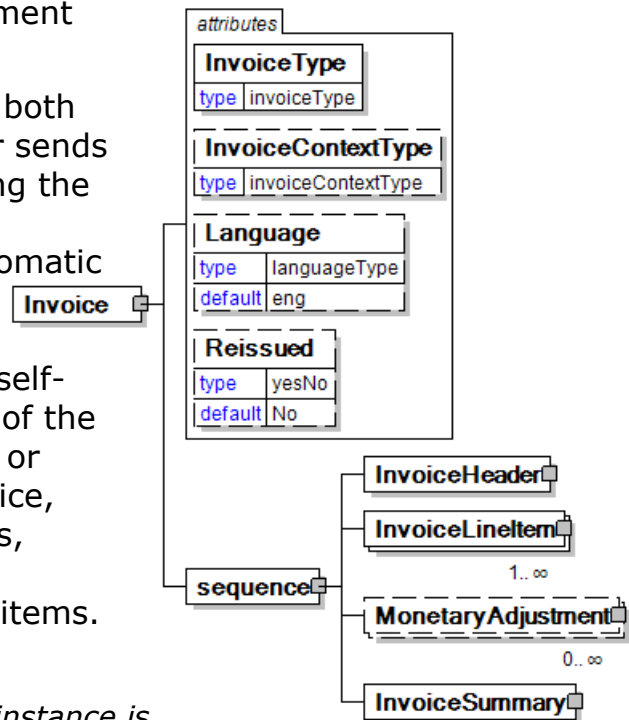 ment
both
r sends
ng the
omatic
self-
of the
or
ice,
s,
items.
instance is
Invoice
attributes
InvoiceType
type invoiceType
InvoiceContextType
type invoiceContextType
Language
type languageType
default eng
Reissued
type yesNo
default No
sequence
InvoiceHeader
InvoiceLineItem
1..∞
MonetaryAdjustment
0..∞
InvoiceSummary